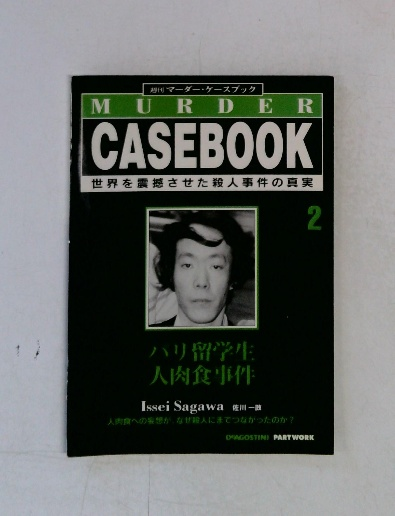 週刊 マーダー・ケースブック
MURDER
CASEBOOK
世界を震撼させた殺人事件の真実
2
パリ留学生
人肉食事件
Issei Sagawa 佐川一政
人肉食への妄想が、なぜ殺人にまでつながったのか?
DeAGOSTINI PARTWORK